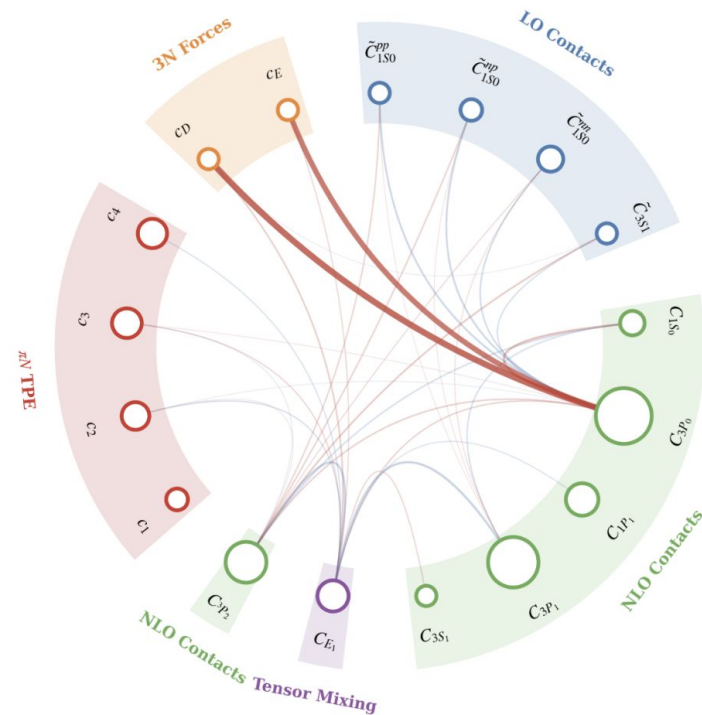 3N Forces
c_E
c_D
LO Contacts
C̃^{pp}_{1S0}
C̃^{np}_{1S0}
C̃^{nn}_{1S0}
C̃_{3S1}
C_{1S_0}
C_{3P_0}
C_{1P_1}
C_{3P_1}
C_{3S_1}
NLO Contacts
C_{E_1}
Tensor Mixing
C_{3P_2}
NLO Contacts
c_1
c_2
c_3
c_4
πN TPE